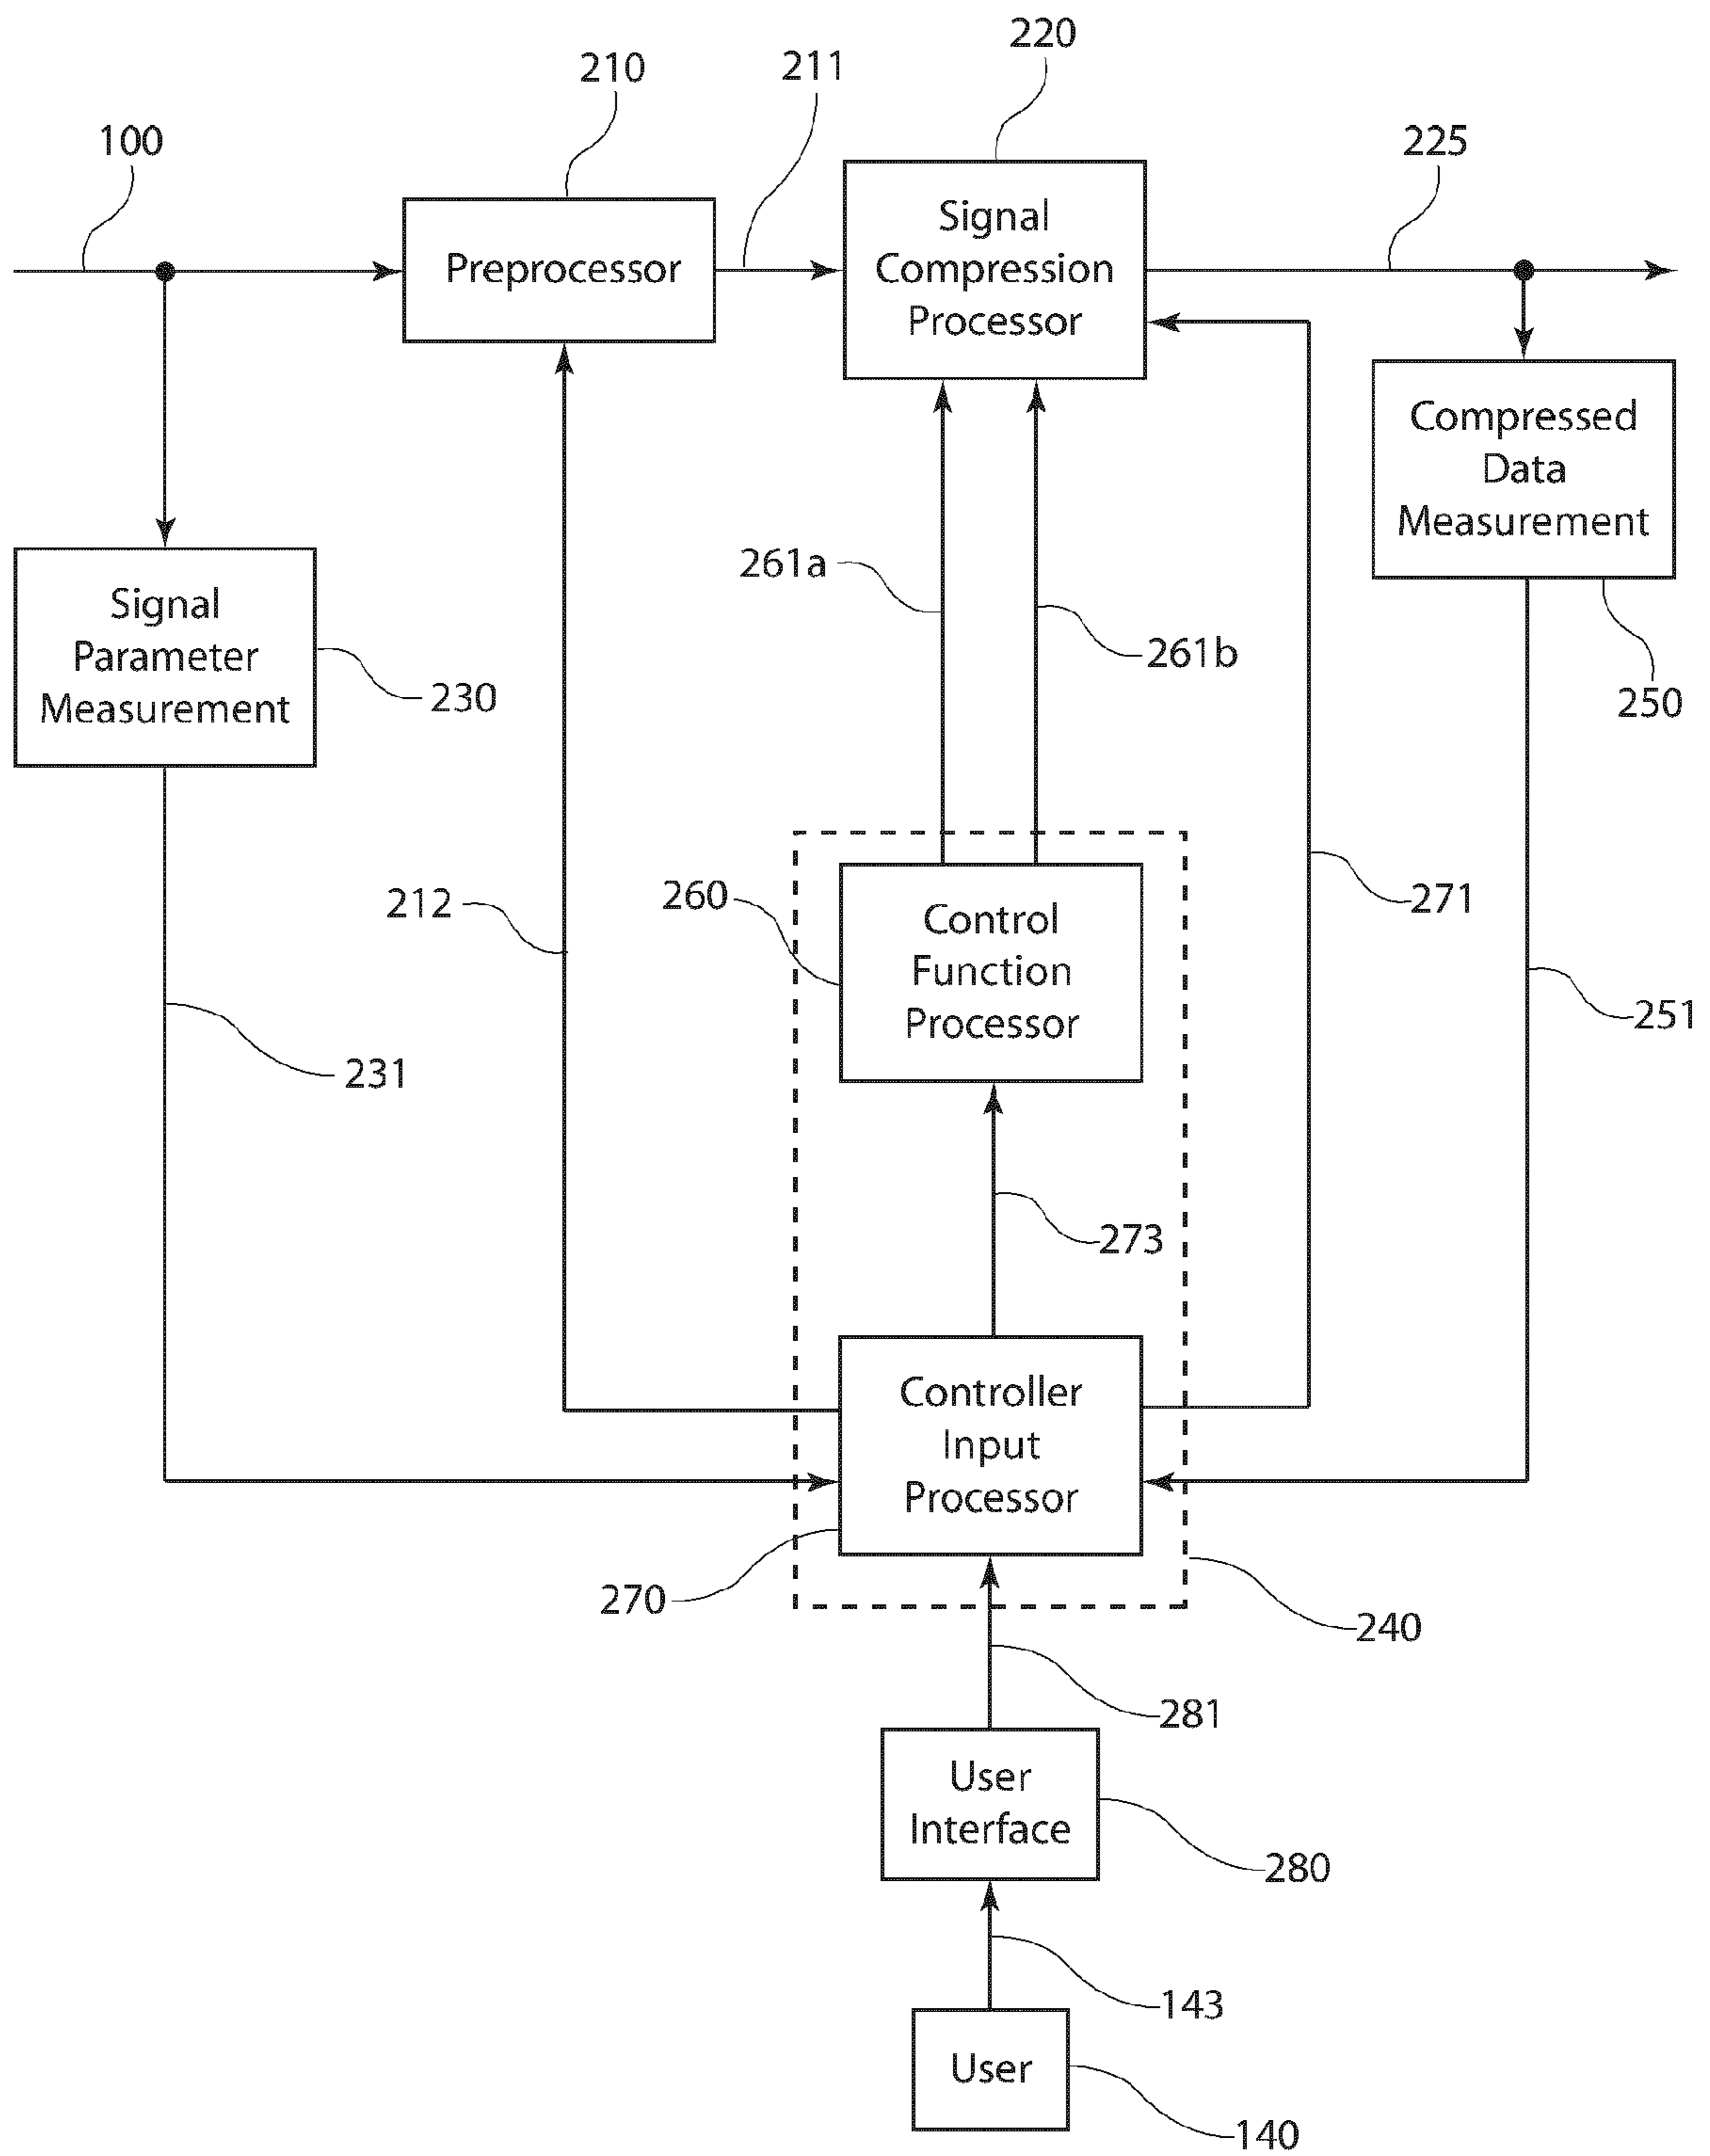 220
210
211
100
225
Signal
Compression
Processor
Preprocessor
Compressed
Data
Measurement
261a
Signal
Parameter
Measurement
261b
230
250
260
271
212
Control
Function
Processor
251
231
273
Controller
Input
Processor
270
240
281
User
Interface
280
143
User
140